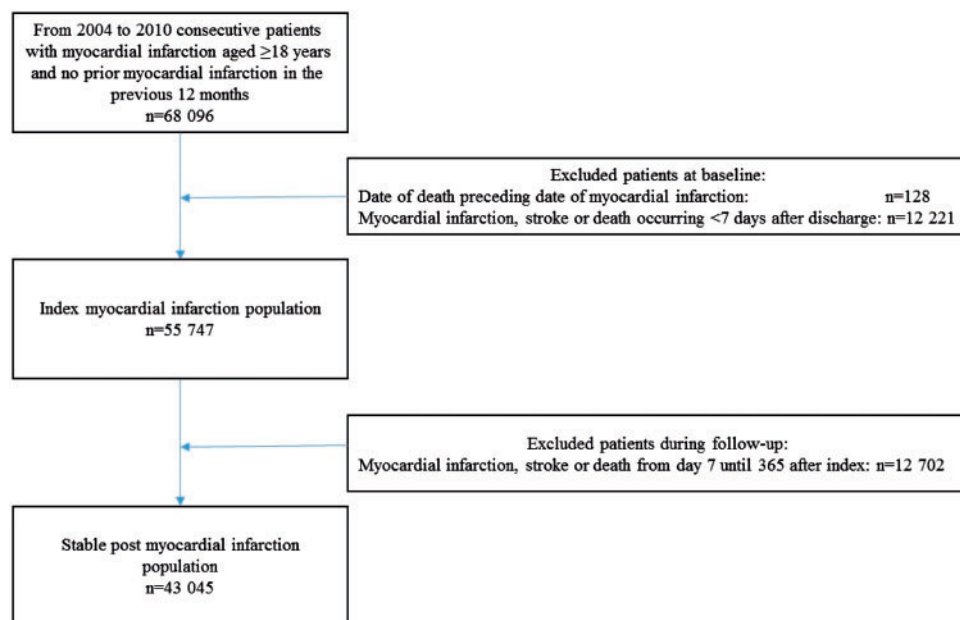 From 2004 to 2010 consecutive patients
with myocardial infarction aged ≥18 years
and no prior myocardial infarction in the
previous 12 months
n=68 096
Excluded patients at baseline:
Date of death preceding date of myocardial infarction: n=128
Myocardial infarction, stroke or death occurring <7 days after discharge: n=12 221
Index myocardial infarction population
n=55 747
Excluded patients during follow-up:
Myocardial infarction, stroke or death from day 7 until 365 after index: n=12 702
Stable post myocardial infarction
population
n=43 045